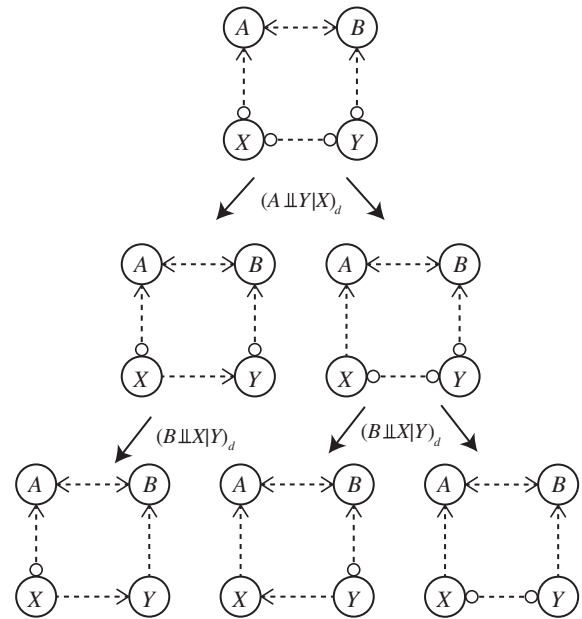 A B
X Y
(A ⫫ Y|X)d
A B A B
X Y X Y
(B ⫫ X|Y)d (B ⫫ X|Y)d
A B A B A B
X Y X Y X Y